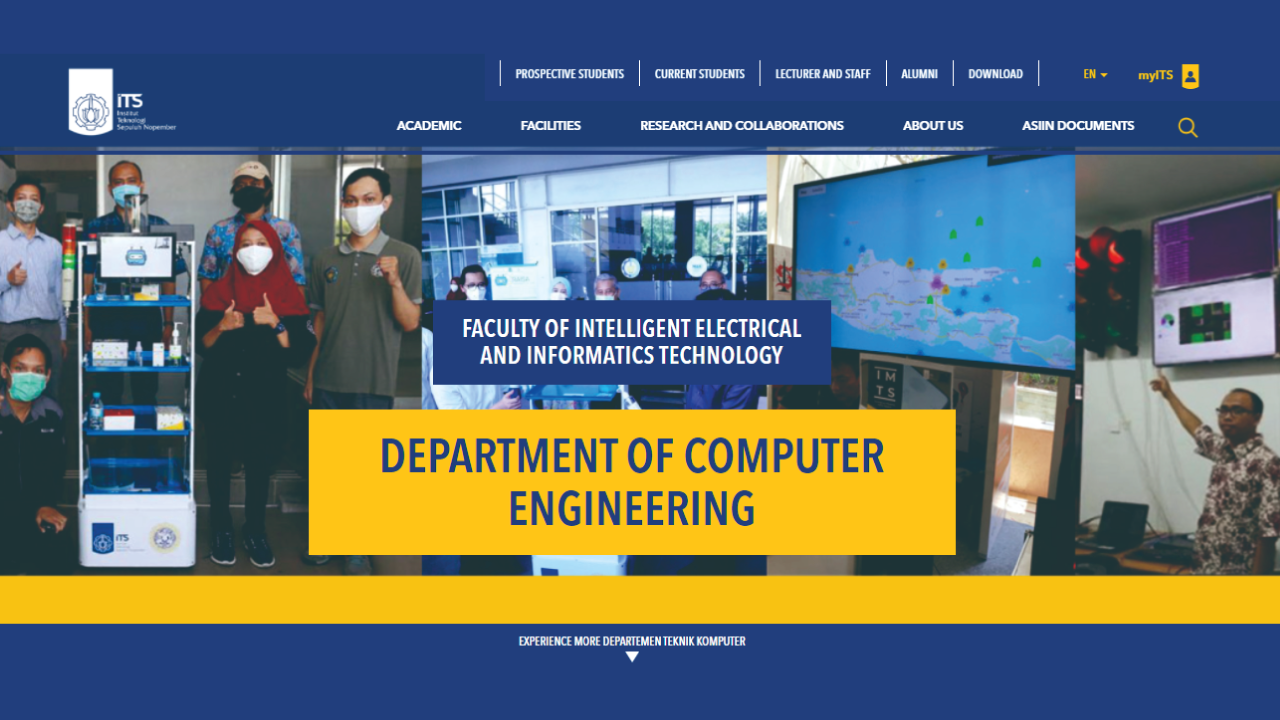 PROSPECTIVE STUDENTS
CURRENT STUDENTS
LECTURER AND STAFF
ALUMNI
DOWNLOAD
EN
myITS
iTS
Institut
Teknologi
Sepuluh Nopember
ACADEMIC
FACILITIES
RESEARCH AND COLLABORATIONS
ABOUT US
ASIIN DOCUMENTS
FACULTY OF INTELLIGENT ELECTRICAL
AND INFORMATICS TECHNOLOGY
IM
TS
DEPARTMENT OF COMPUTER
ENGINEERING
iTS
EXPERIENCE MORE DEPARTEMEN TEKNIK KOMPUTER